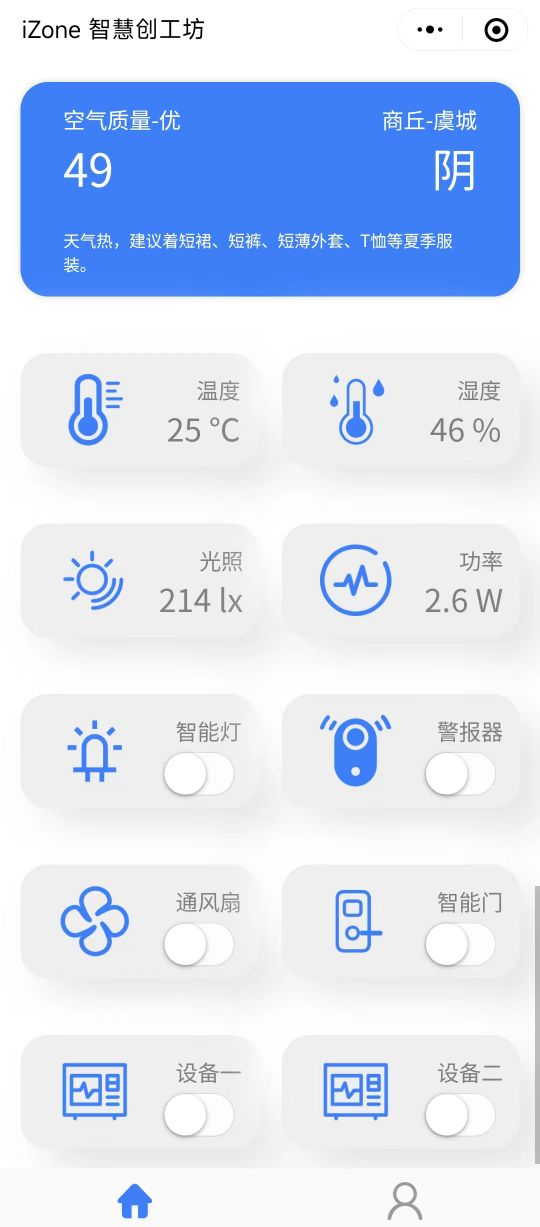 iZone 智慧创工坊
空气质量-优
商丘-虞城
49
阴
天气热，建议着短裙、短裤、短薄外套、T恤等夏季服
装。
温度
湿度
25 ℃
46 %
光照
功率
214 lx
2.6 W
智能灯
警报器
通风扇
智能门
设备一
设备二